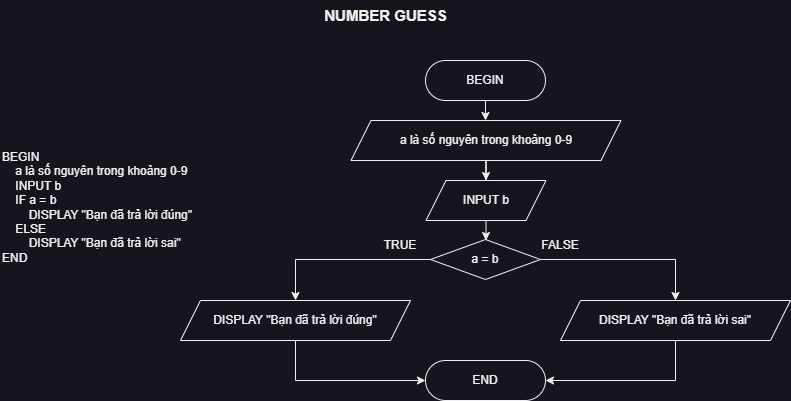 NUMBER GUESS
BEGIN
a là số nguyên trong khoảng 0-9
INPUT b
IF a = b
DISPLAY "Bạn đã trả lời đúng"
ELSE
DISPLAY "Bạn đã trả lời sai"
END
BEGIN
a là số nguyên trong khoảng 0-9
INPUT b
TRUE
a = b
FALSE
DISPLAY "Bạn đã trả lời đúng"
DISPLAY "Bạn đã trả lời sai"
END